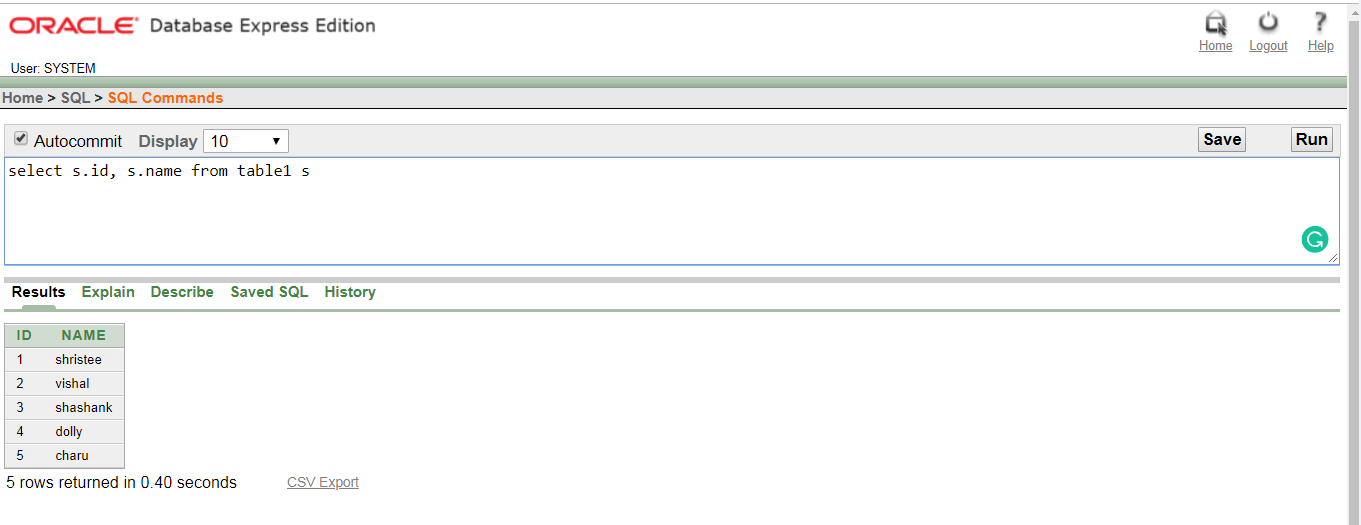 ORACLE® Database Express Edition
Home Logout Help
User: SYSTEM
Home > SQL > SQL Commands
Autocommit Display 10 Save Run
select s.id, s.name from table1 s
Results Explain Describe Saved SQL History
ID NAME
1 shristee
2 vishal
3 shashank
4 dolly
5 charu
5 rows returned in 0.40 seconds CSV Export